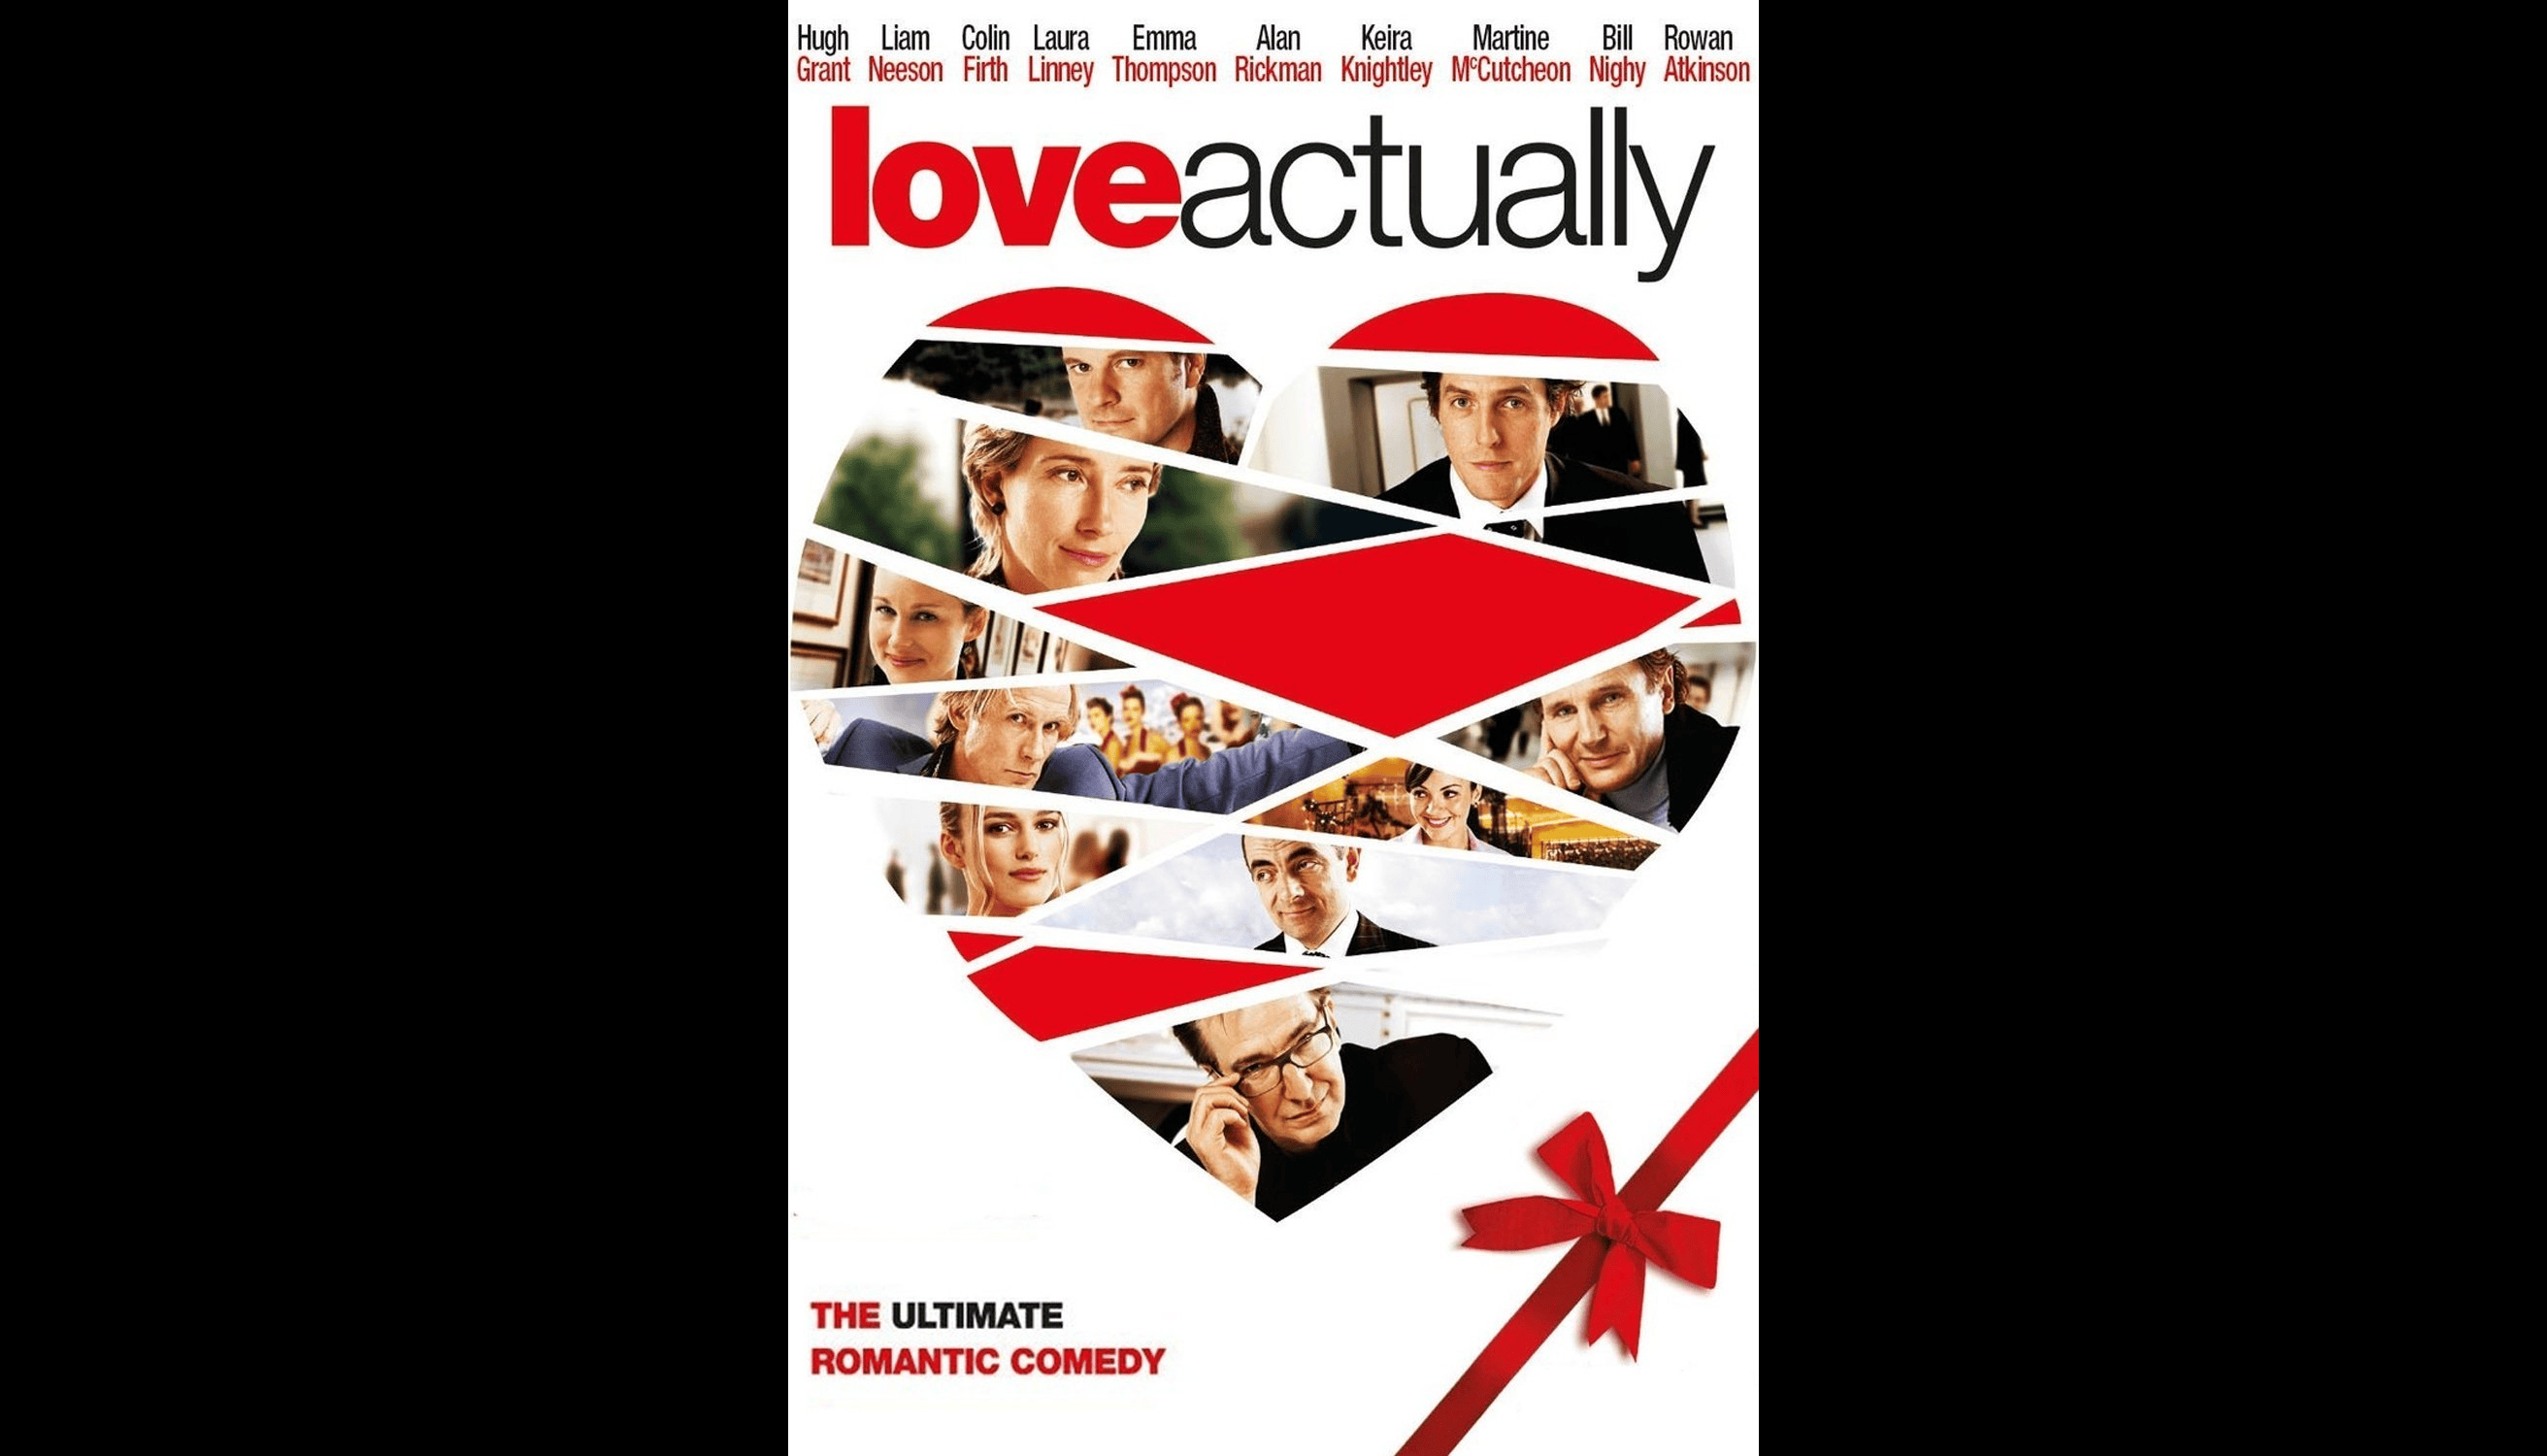 Hugh Liam Colin Laura Emma Alan Keira Martine Bill Rowan
Grant Neeson Firth Linney Thompson Rickman Knightley McCutcheon Nighy Atkinson
loveactually
THE ULTIMATE
ROMANTIC COMEDY